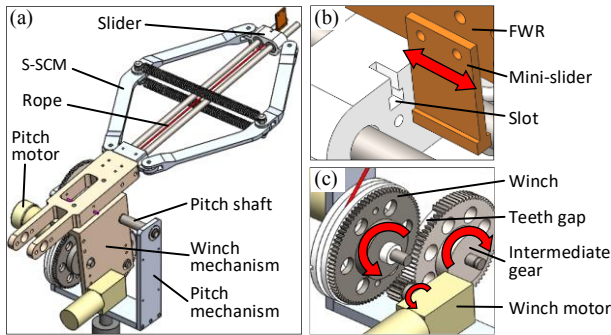 (a)
Slider
S-SCM
Rope
Pitch
motor
Pitch shaft
Winch
mechanism
Pitch
mechanism
(b)
FWR
Mini-slider
Slot
(c)
Winch
Teeth gap
Intermediate
gear
Winch motor